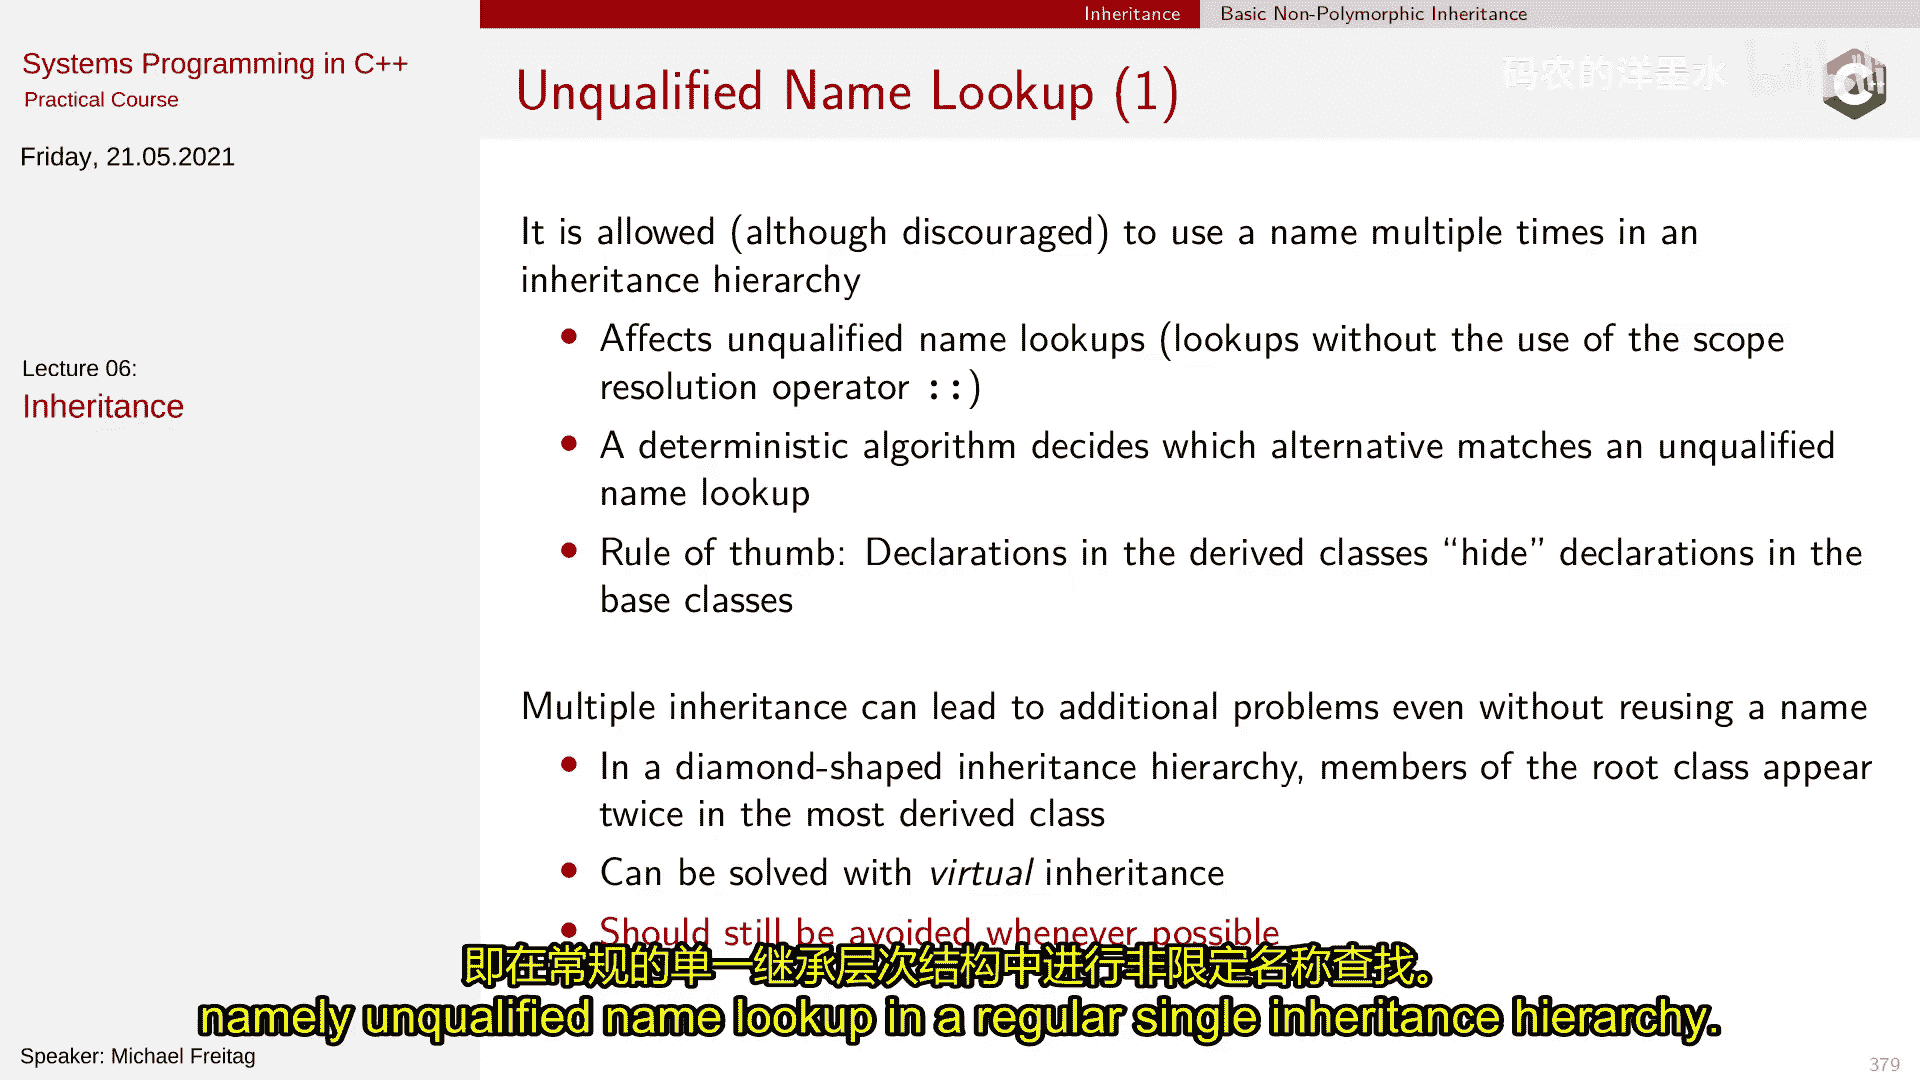 Inheritance
Basic Non-Polymorphic Inheritance
Systems Programming in C++
Practical Course
Friday, 21.05.2021
Lecture 06:
Inheritance
Speaker: Michael Freitag
Unqualified Name Lookup (1)
码农的洋墨水
It is allowed (although discouraged) to use a name multiple times in an
inheritance hierarchy
• Affects unqualified name lookups (lookups without the use of the scope
resolution operator ::)
• A deterministic algorithm decides which alternative matches an unqualified
name lookup
• Rule of thumb: Declarations in the derived classes “hide” declarations in the
base classes
Multiple inheritance can lead to additional problems even without reusing a name
• In a diamond-shaped inheritance hierarchy, members of the root class appear
twice in the most derived class
• Can be solved with virtual inheritance
• Should still be avoided whenever possible
即在常规的单一继承层次结构中进行非限定名称查找。
namely unqualified name lookup in a regular single inheritance hierarchy.
379